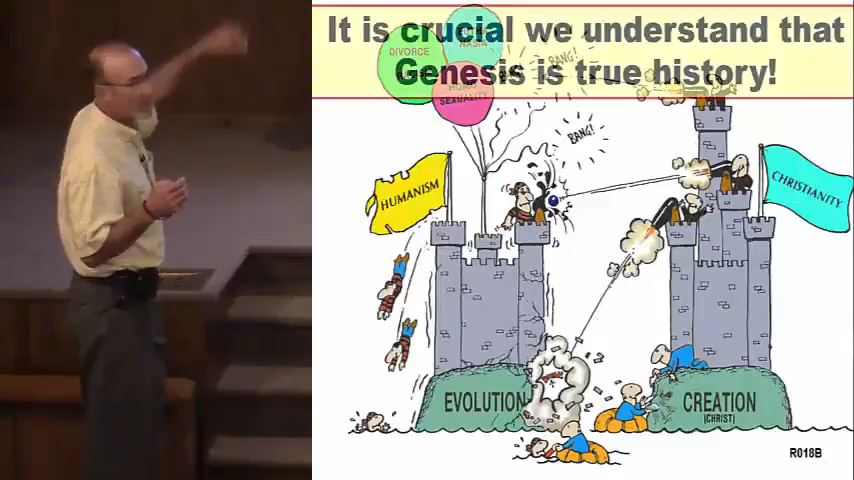 It is crucial we understand that
Genesis is true history!
DIVORCE
HOMO
SEXUALITY
BANG!
BANG!
HUMANISM
CHRISTIANITY
EVOLUTION
CREATION
(CHRIST)
R018B